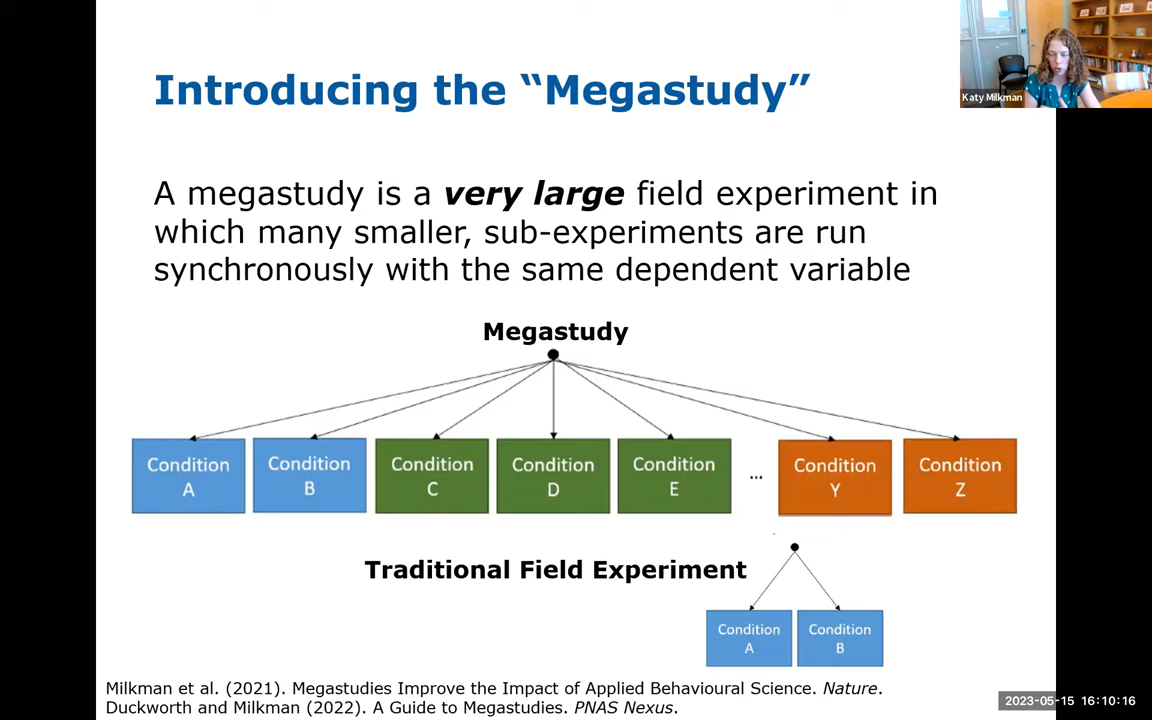 Introducing the “Megastudy”
Katy Milkman
A megastudy is a very large field experiment in
which many smaller, sub-experiments are run
synchronously with the same dependent variable
Megastudy
Condition A
Condition B
Condition C
Condition D
Condition E
...
Condition Y
Condition Z
Traditional Field Experiment
Condition A
Condition B
Milkman et al. (2021). Megastudies Improve the Impact of Applied Behavioural Science. Nature.
Duckworth and Milkman (2022). A Guide to Megastudies. PNAS Nexus.
2023-05-15 16:10:16